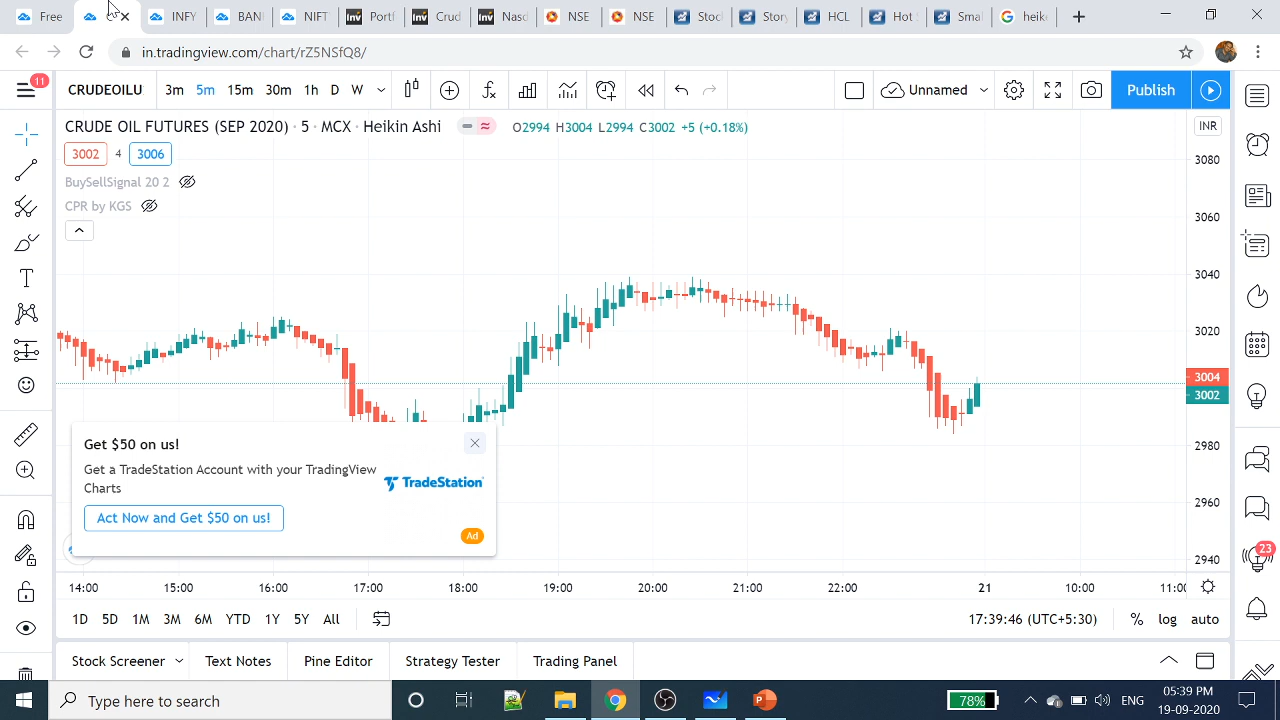 Free
INFY
BAN
NIFT
Inv Port
Inv Crud
Inv Nasd
NSE
NSE
Stoc
Story
HCL
Hot
Sma
heik
in.tradingview.com/chart/rZ5NSfQ8/
11
CRUDEOILU 3m 5m 15m 30m 1h D W
Unnamed
Publish
CRUDE OIL FUTURES (SEP 2020) · 5 · MCX · Heikin Ashi
O2994 H3004 L2994 C3002 +5 (+0.18%)
INR
3002 4 3006
BuySellSignal 20 2
CPR by KGS
3080
3060
3040
3020
3004
3002
2980
2960
2940
Get $50 on us!
Get a TradeStation Account with your TradingView
Charts
TradeStation
Act Now and Get $50 on us!
Ad
23
14:00 15:00 16:00 17:00 18:00 19:00 20:00 21:00 22:00 21 10:00 11:00
1D 5D 1M 3M 6M YTD 1Y 5Y All
17:39:46 (UTC+5:30) % log auto
Stock Screener Text Notes Pine Editor Strategy Tester Trading Panel
Type here to search
78%
ENG
05:39 PM
19-09-2020